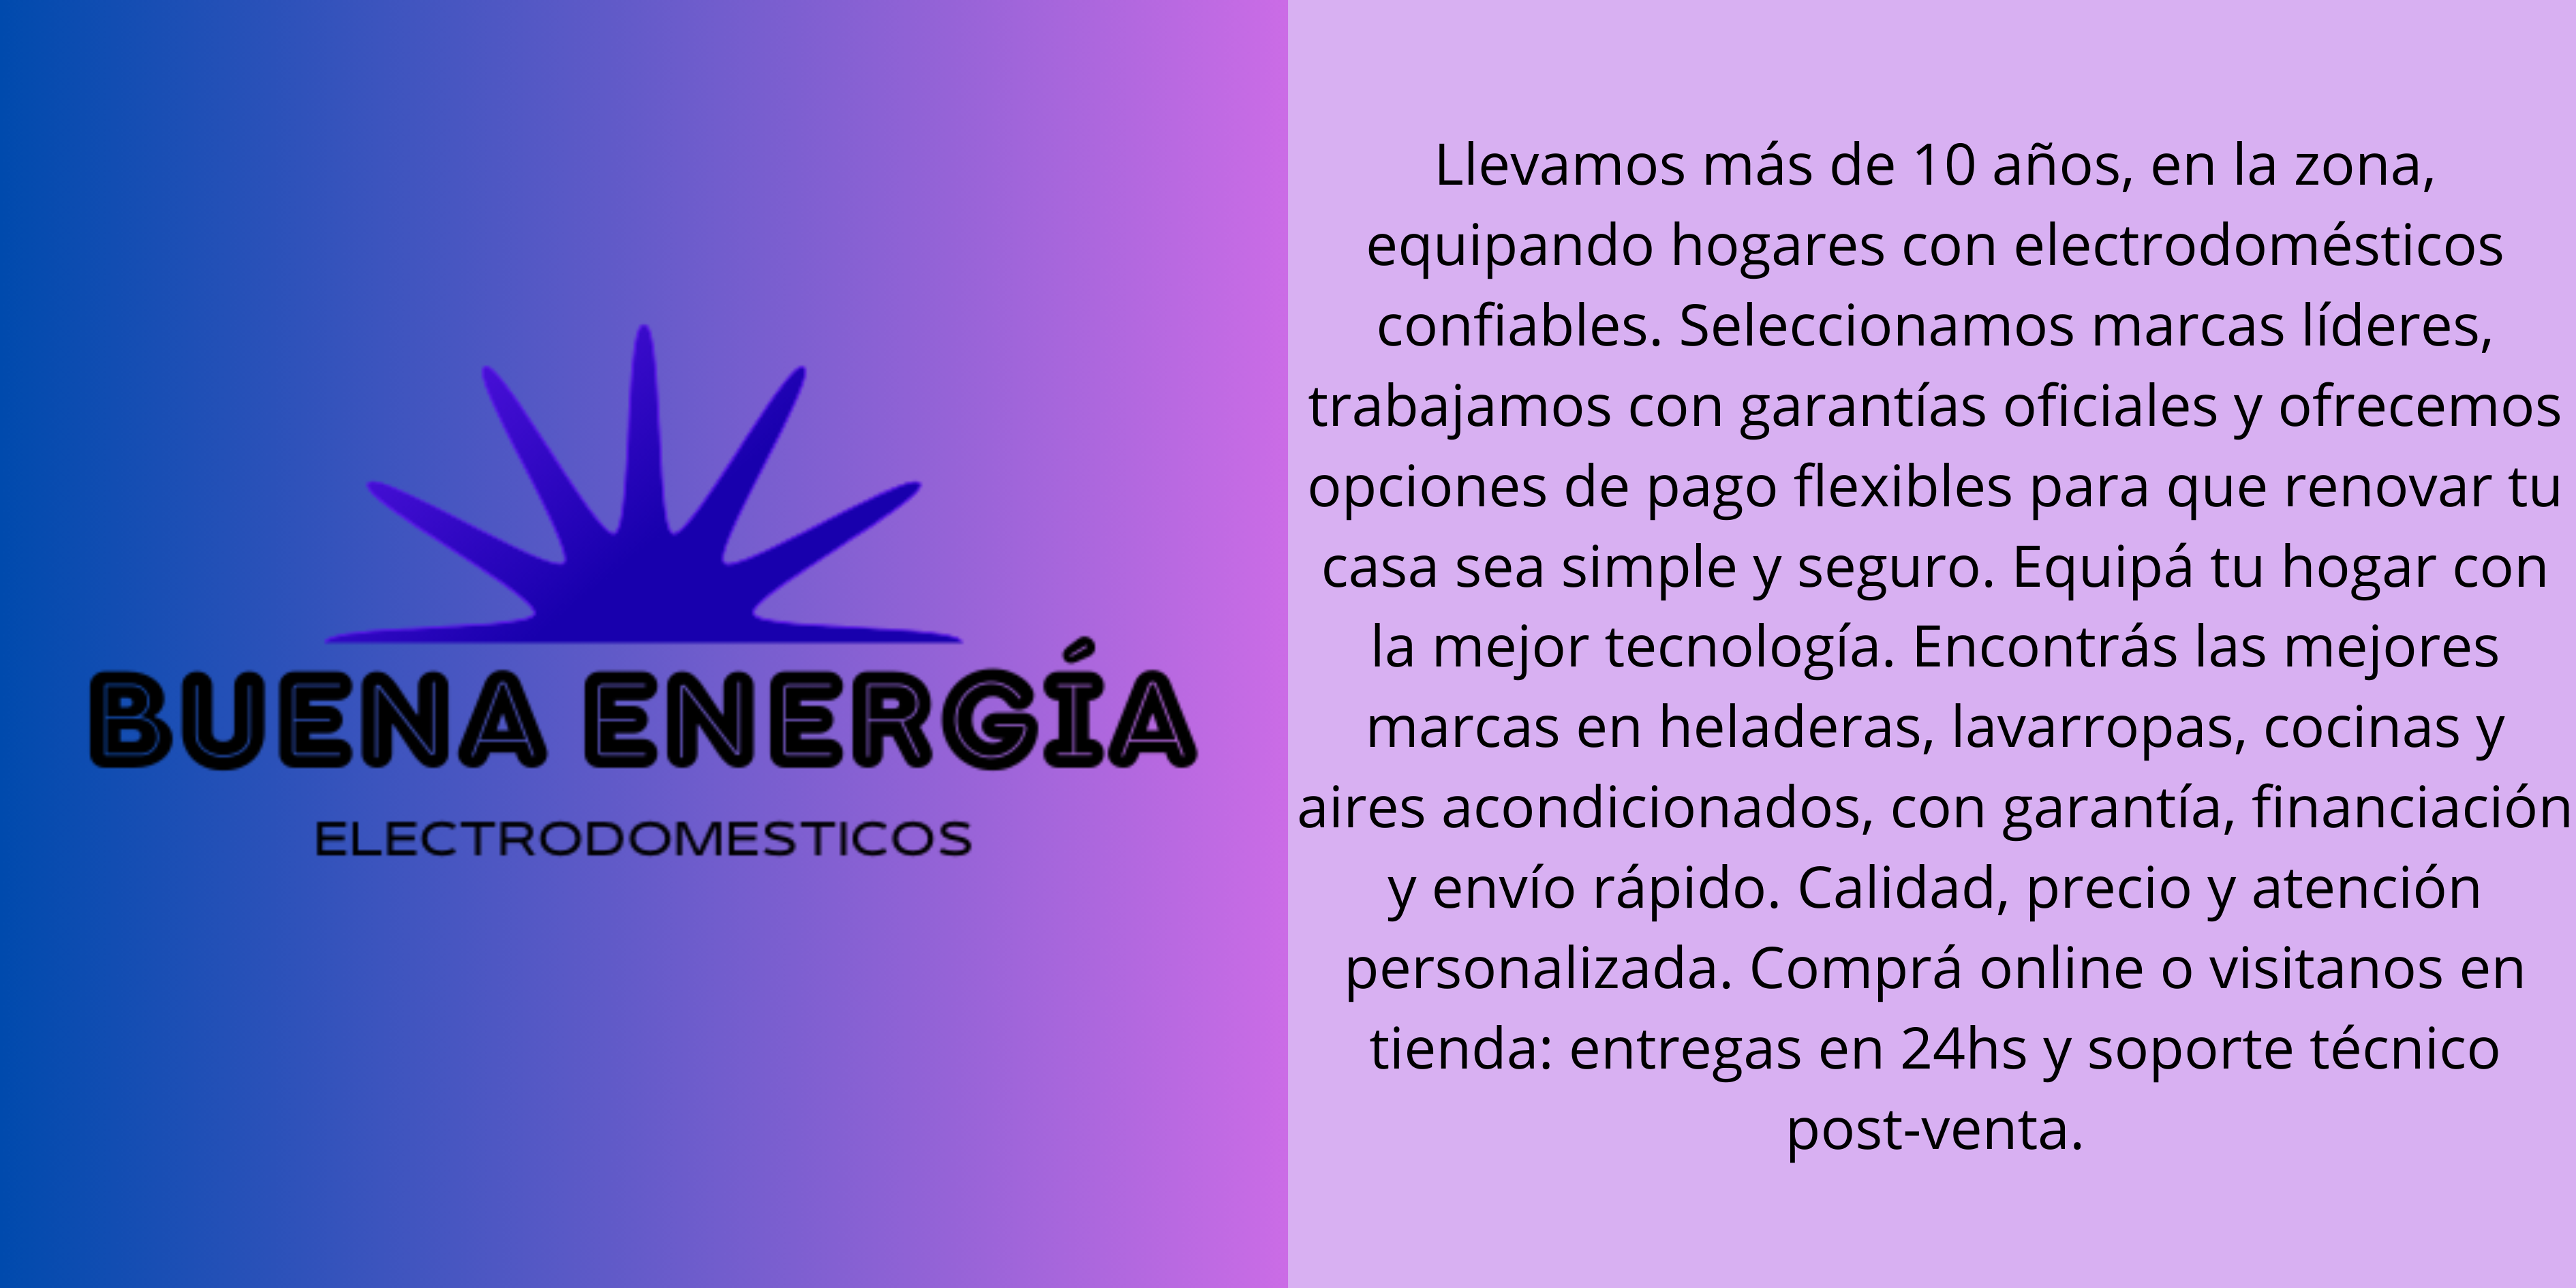 BUENA ENERGÍA
ELECTRODOMESTICOS
Llevamos más de 10 años, en la zona,
equipando hogares con electrodomésticos
confiables. Seleccionamos marcas líderes,
trabajamos con garantías oficiales y ofrecemos
opciones de pago flexibles para que renovar tu
casa sea simple y seguro. Equipá tu hogar con
la mejor tecnología. Encontrás las mejores
marcas en heladeras, lavarropas, cocinas y
aires acondicionados, con garantía, financiación
y envío rápido. Calidad, precio y atención
personalizada. Comprá online o visitanos en
tienda: entregas en 24hs y soporte técnico
post-venta.